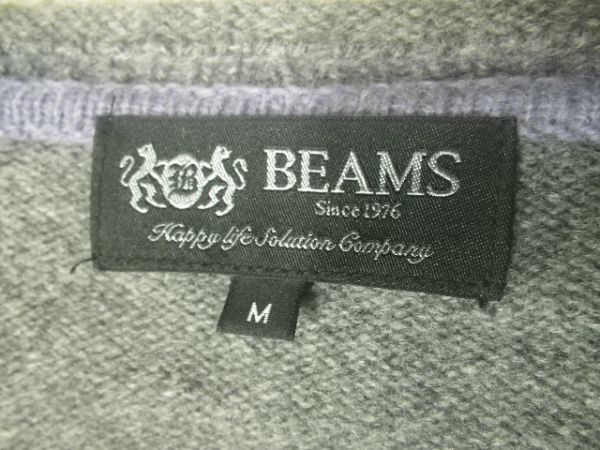 BEAMS
Since 1976
Happy life Solution Company
M